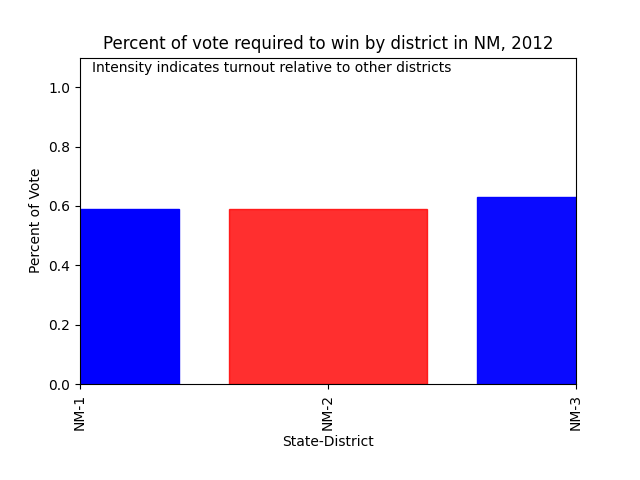 Percent of vote required to win by district in NM, 2012
Intensity indicates turnout relative to other districts
1.0
0.8
0.6
0.4
0.2
0.0
Percent of Vote
NM-1
NM-2
NM-3
State-District